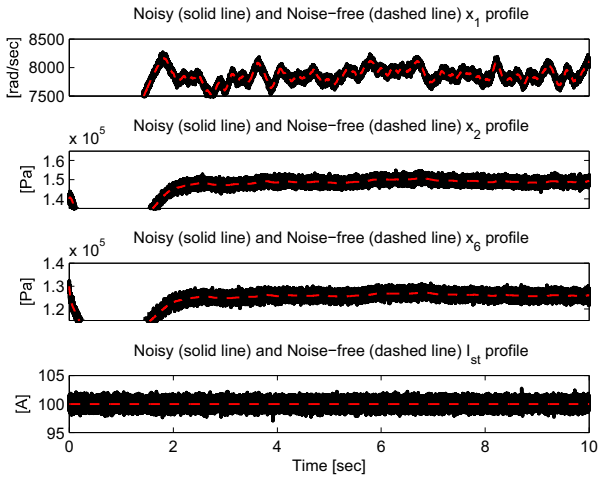 Noisy (solid line) and Noise−free (dashed line) x1 profile
8500
8000
7500
[rad/sec]
Noisy (solid line) and Noise−free (dashed line) x2 profile
x 10^5
1.6
1.5
1.4
[Pa]
Noisy (solid line) and Noise−free (dashed line) x6 profile
x 10^5
1.4
1.3
1.2
[Pa]
Noisy (solid line) and Noise−free (dashed line) Ist profile
105
100
95
[A]
0 2 4 6 8 10
Time [sec]